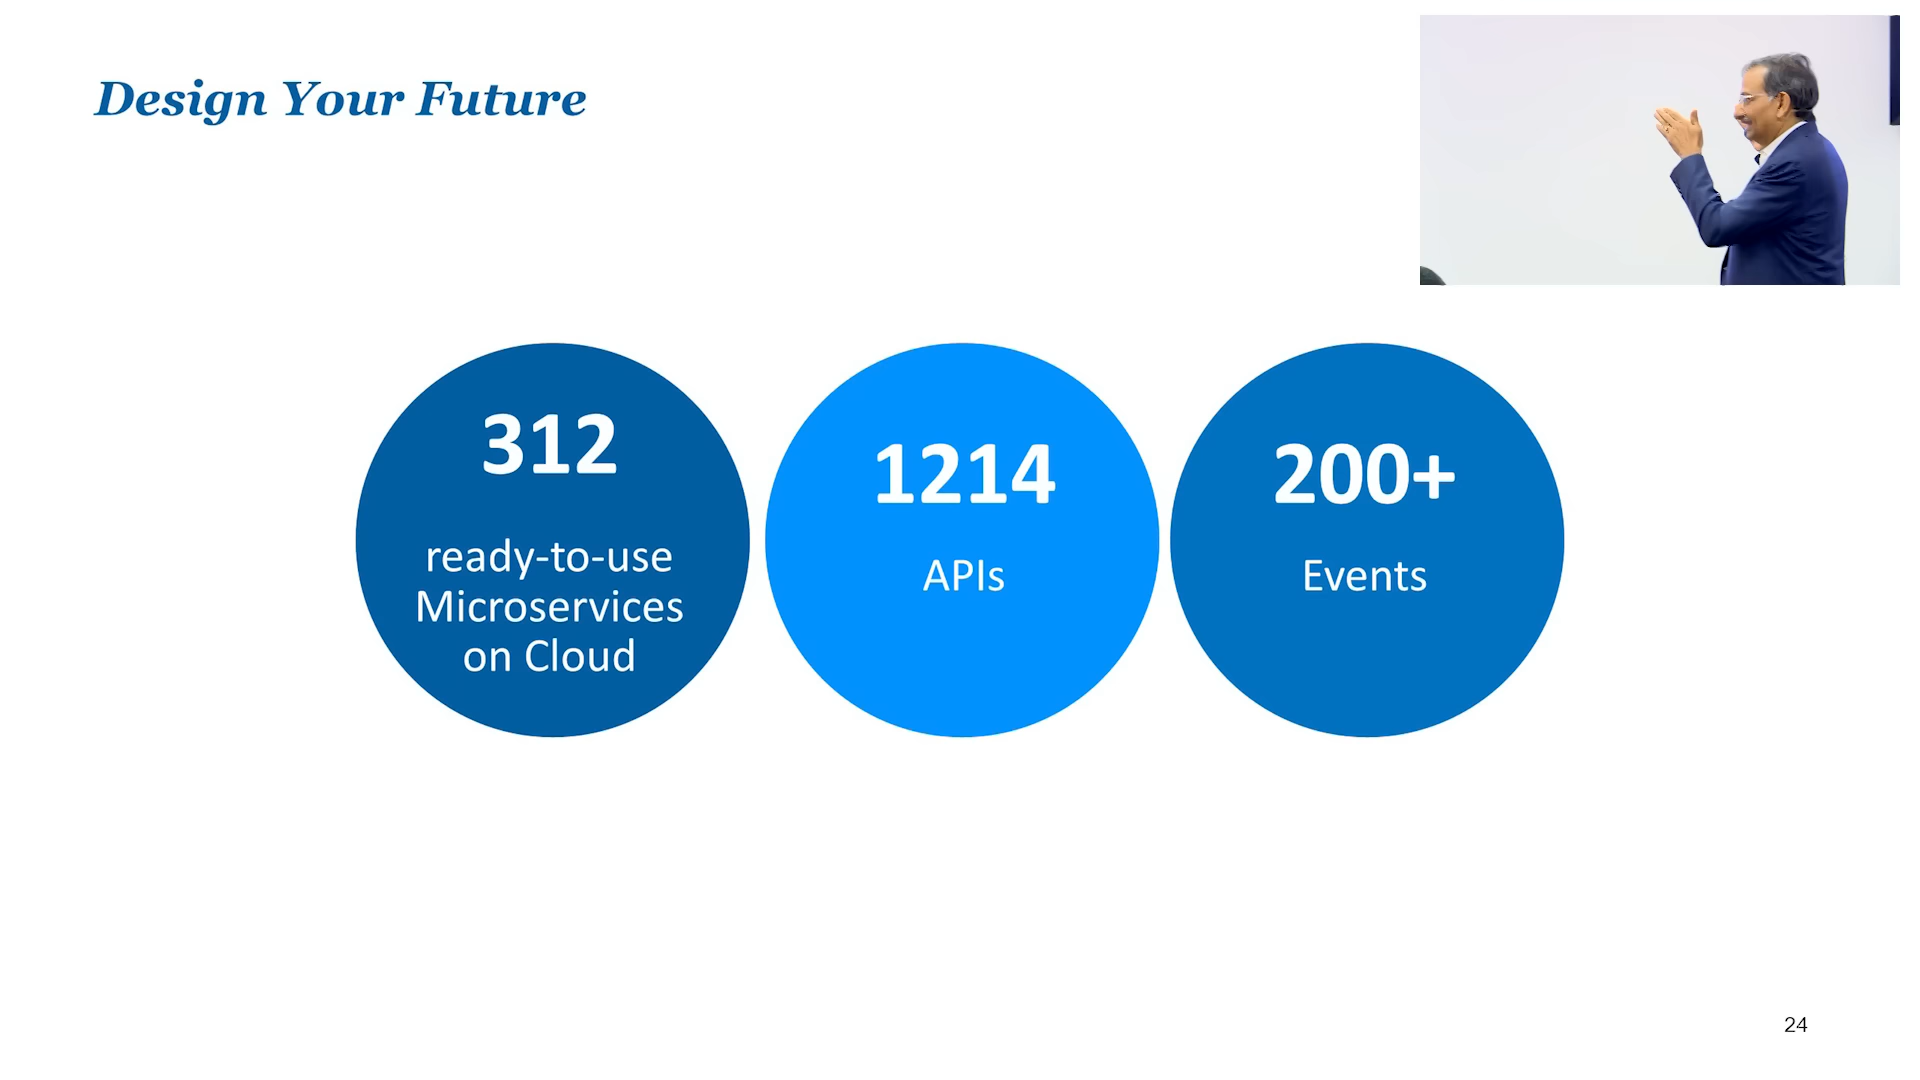 Design Your Future
312
ready-to-use
Microservices
on Cloud
1214
APIs
200+
Events
24